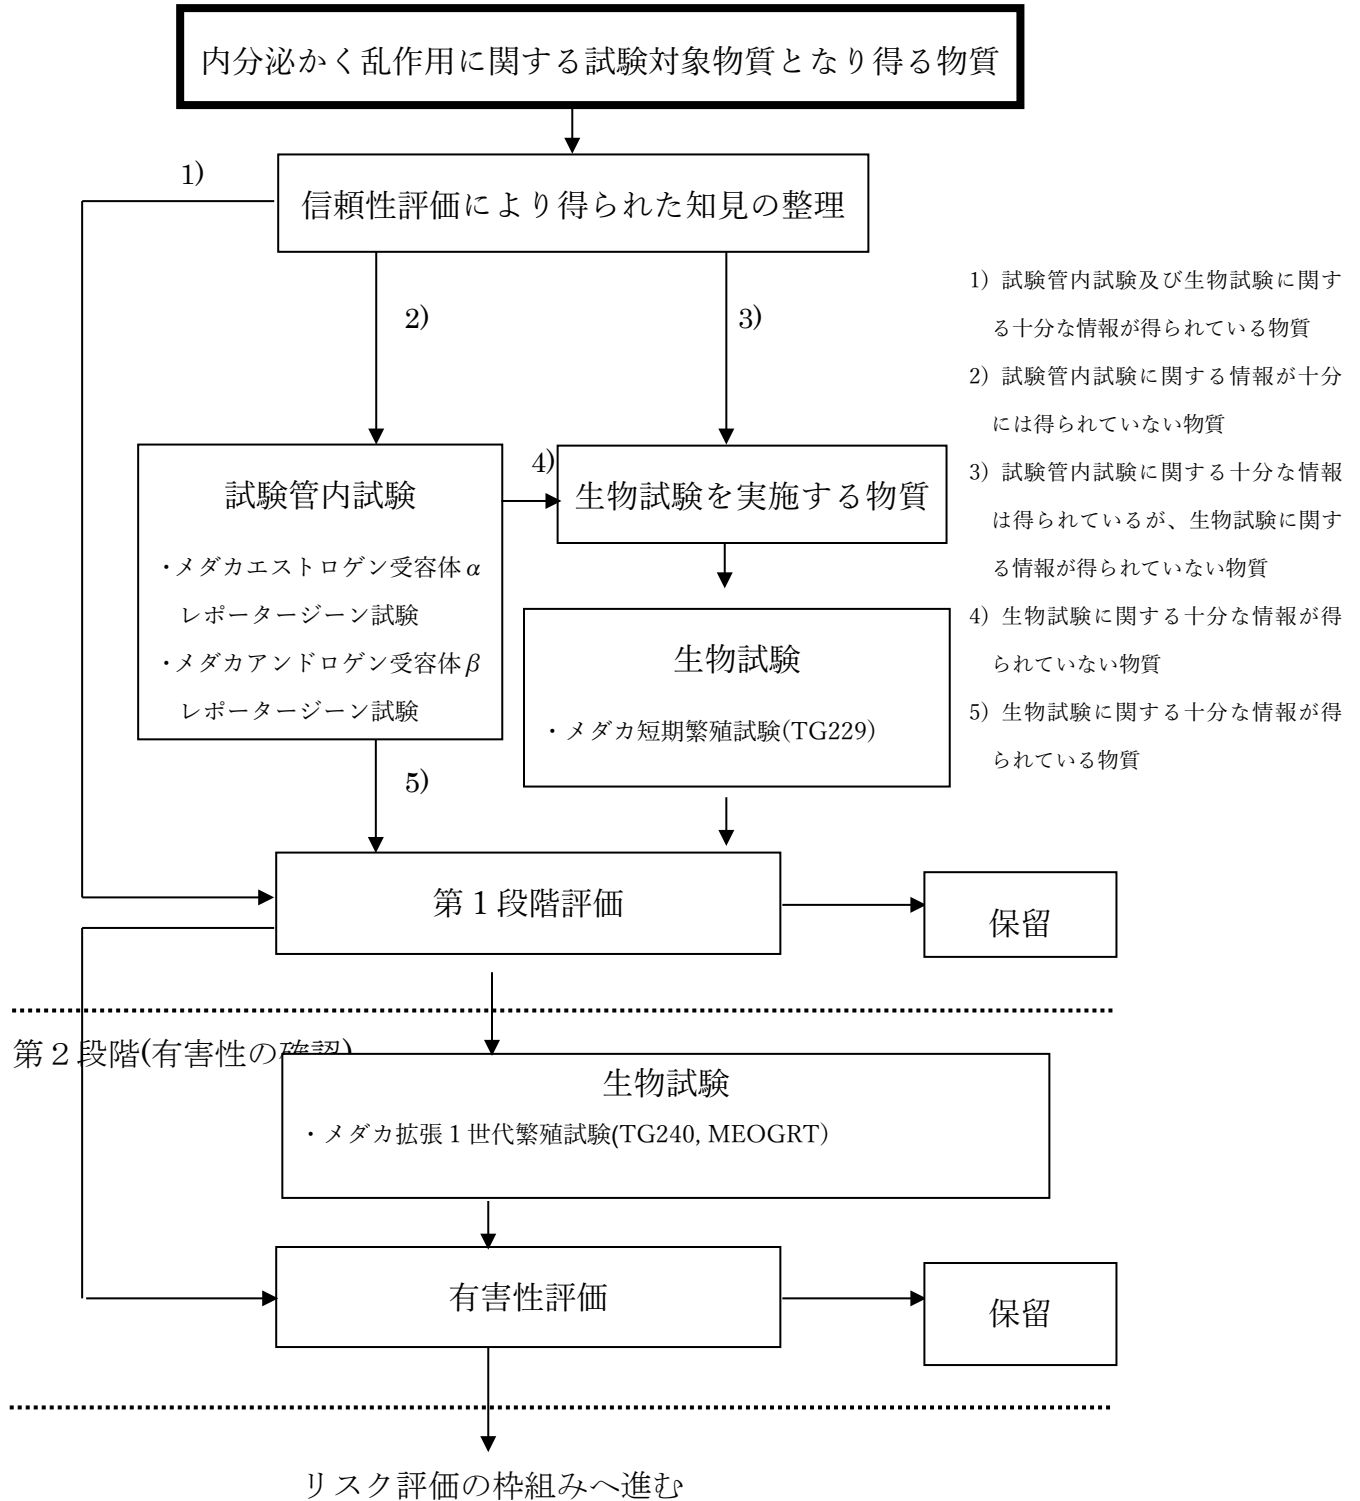 内分泌かく乱作用に関する試験対象物質となり得る物質
1)
信頼性評価により得られた知見の整理
2)
3)
1) 試験管内試験及び生物試験に関す
る十分な情報が得られている物質
2) 試験管内試験に関する情報が十分
には得られていない物質
3) 試験管内試験に関する十分な情報
は得られているが、生物試験に関す
る情報が得られていない物質
4) 生物試験に関する十分な情報が得
られていない物質
5) 生物試験に関する十分な情報が得
られている物質
試験管内試験
・メダカエストロゲン受容体α
レポータージーン試験
・メダカアンドロゲン受容体β
レポータージーン試験
4)
生物試験を実施する物質
生物試験
・メダカ短期繁殖試験(TG229)
5)
第１段階評価
保留
第２段階(有害性の確認)
生物試験
・メダカ拡張１世代繁殖試験(TG240, MEOGRT)
有害性評価
保留
リスク評価の枠組みへ進む